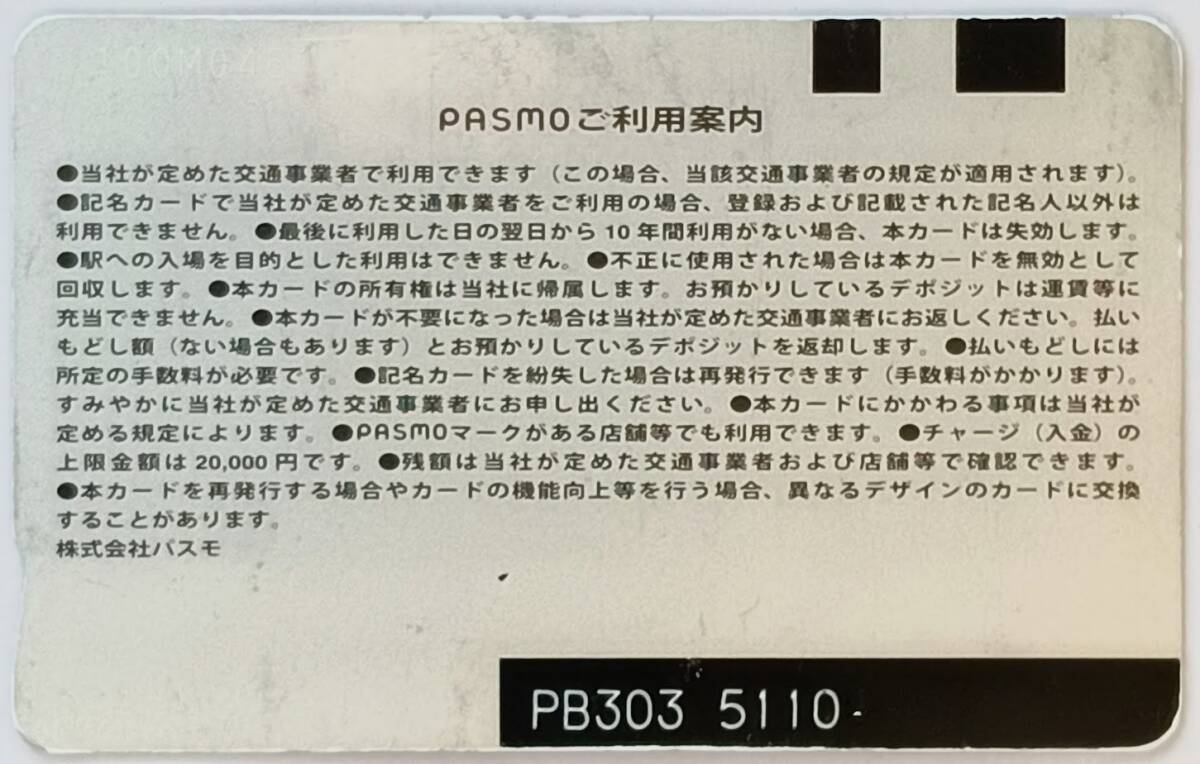 PASMOご利用案内
●当社が定めた交通事業者で利用できます（この場合、当該交通事業者の規定が適用されます）。
●記名カードで当社が定めた交通事業者をご利用の場合、登録および記載された記名人以外は
利用できません。●最後に利用した日の翌日から10年間利用がない場合、本カードは失効します。
●駅への入場を目的とした利用はできません。●不正に使用された場合は本カードを無効として
回収します。●本カードの所有権は当社に帰属します。お預かりしているデポジットは運賃等に
充当できません。●本カードが不要になった場合は当社が定めた交通事業者にお返しください。払い
もどし額（ない場合もあります）とお預かりしているデポジットを返却します。●払いもどしには
所定の手数料が必要です。●記名カードを紛失した場合は再発行できます（手数料がかかります）。
すみやかに当社が定めた交通事業者にお申し出ください。●本カードにかかわる事項は当社が
定める規定によります。●PASMOマークがある店舗等でも利用できます。●チャージ（入金）の
上限金額は20,000円です。●残額は当社が定めた交通事業者および店舗等で確認できます。
●本カードを再発行する場合やカードの機能向上等を行う場合、異なるデザインのカードに交換
することがあります。
株式会社パスモ
PB303 5110-